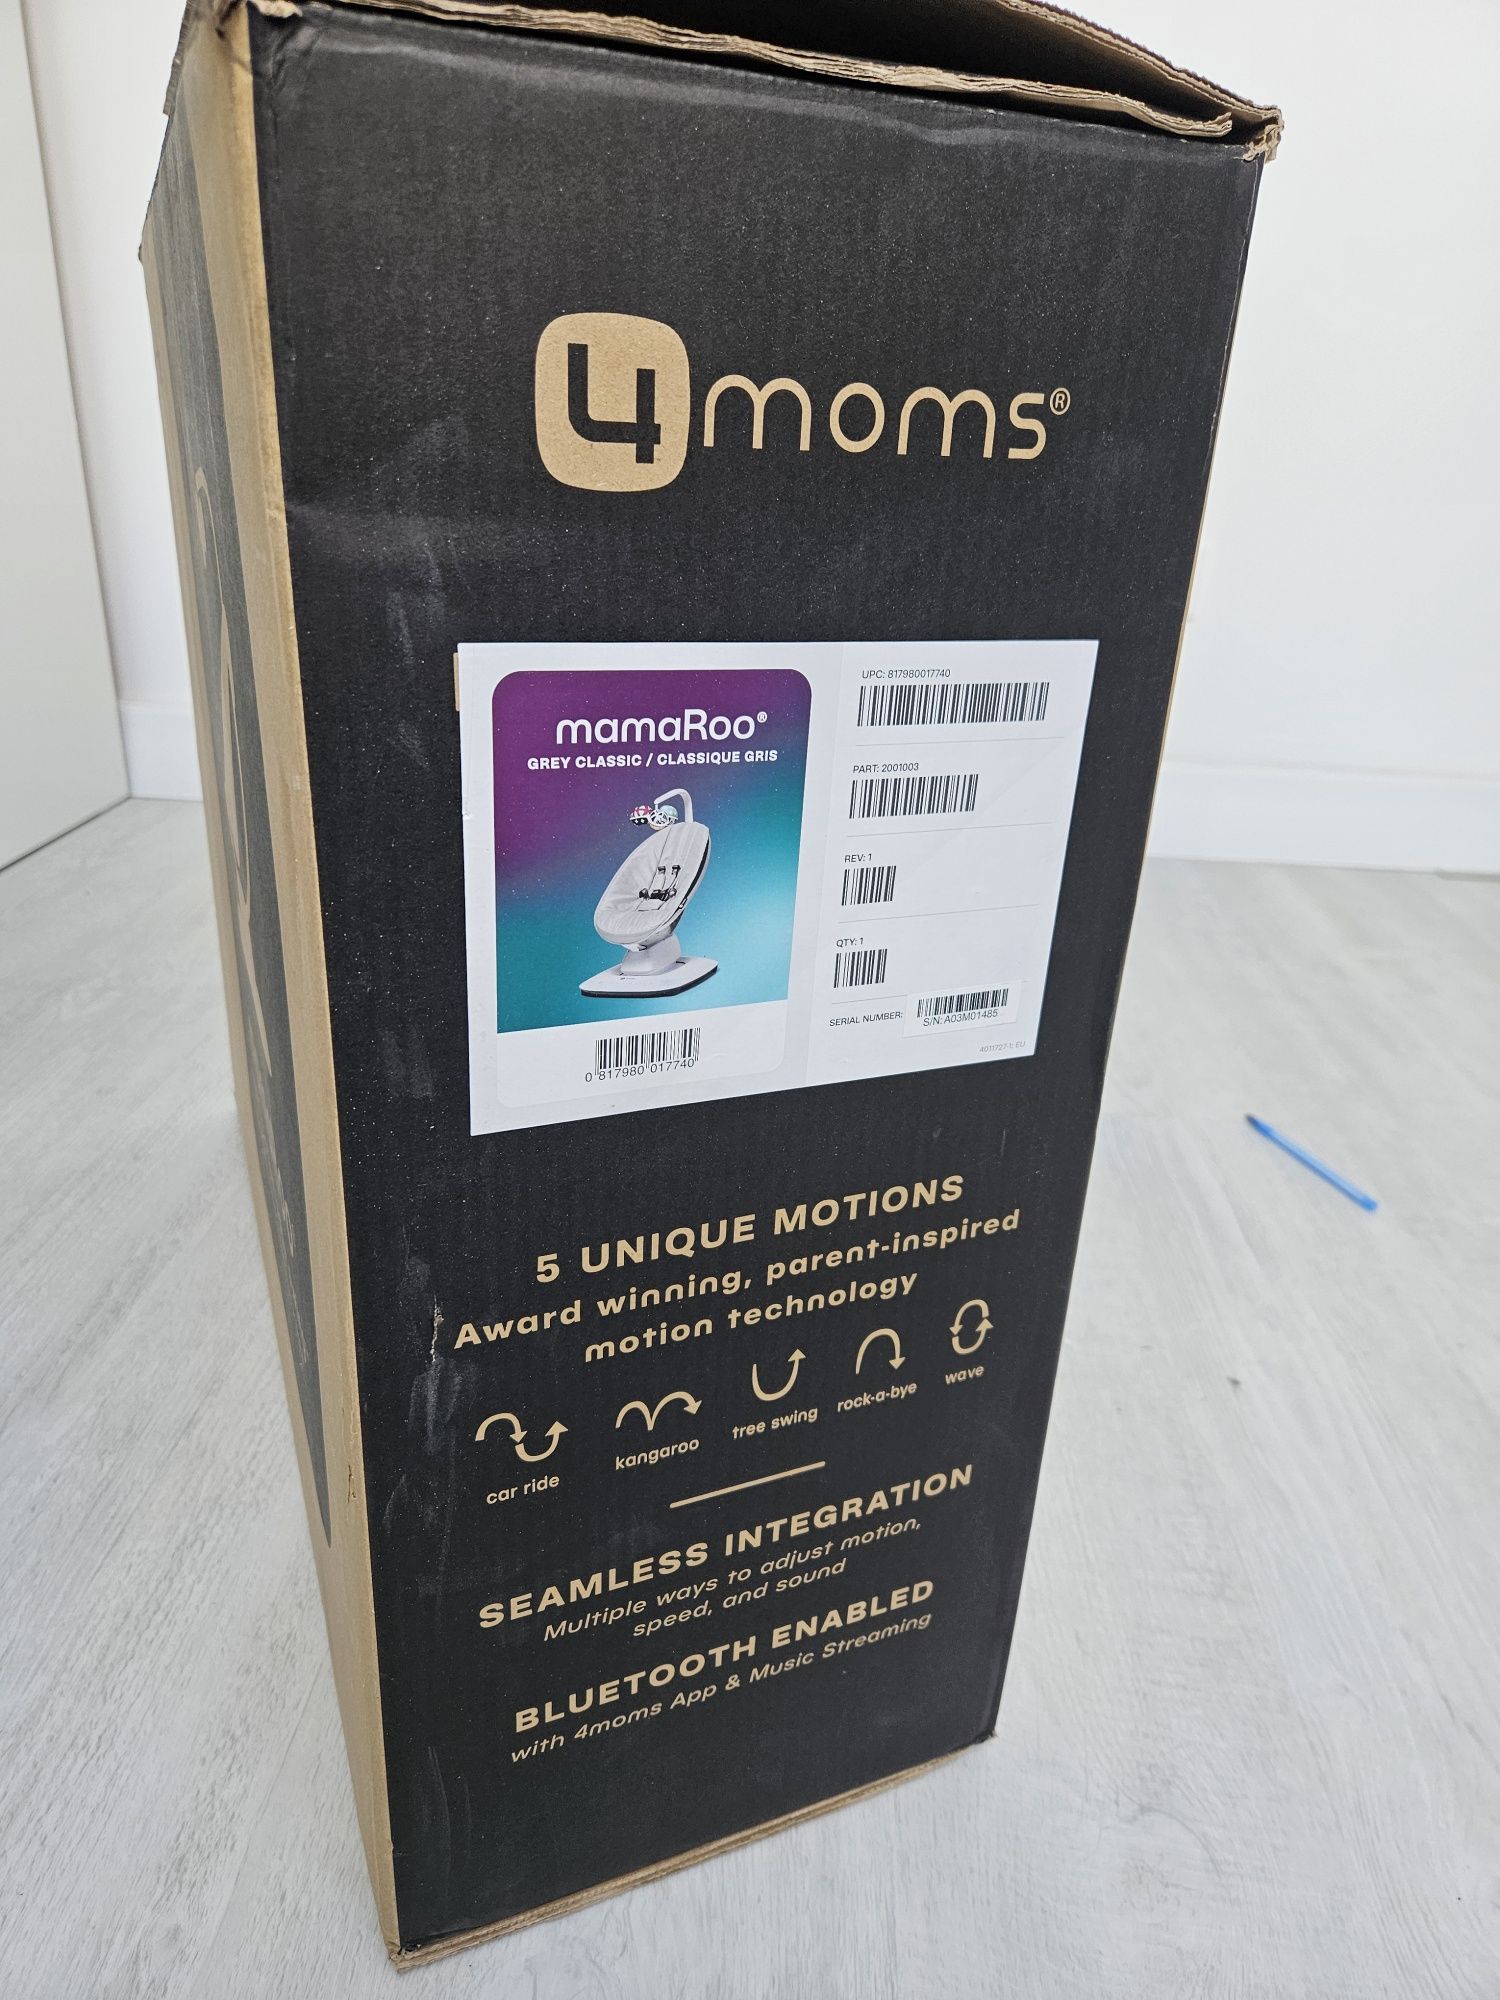 4moms®
mamaRoo®
GREY CLASSIC / CLASSIQUE GRIS
0 817980 017740
UPC: 817980017740
PART: 2001003
REV: 1
QTY: 1
SERIAL NUMBER:
S/N: A03M01485
4011727-1; EU
5 UNIQUE MOTIONS
Award winning, parent-inspired
motion technology
car ride
kangaroo
tree swing
rock-a-bye
wave
SEAMLESS INTEGRATION
Multiple ways to adjust motion,
speed, and sound
BLUETOOTH ENABLED
with 4moms App & Music Streaming